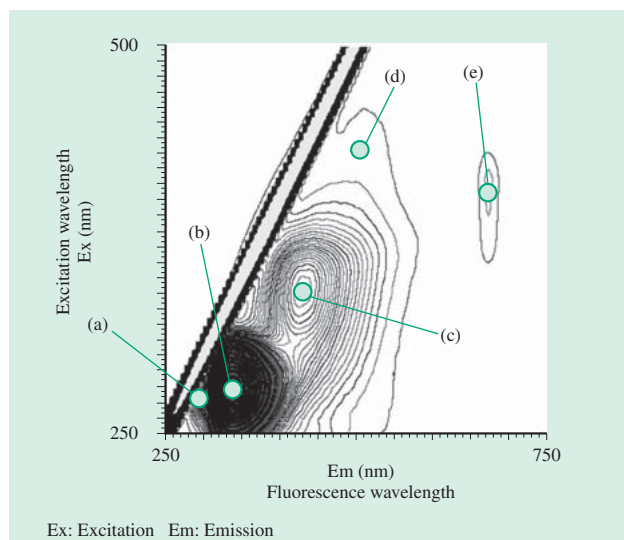 500
(d)
(e)
Excitation wavelength
Ex (nm)
(b)
(a)
(c)
250
250
750
Em (nm)
Fluorescence wavelength
Ex: Excitation Em: Emission